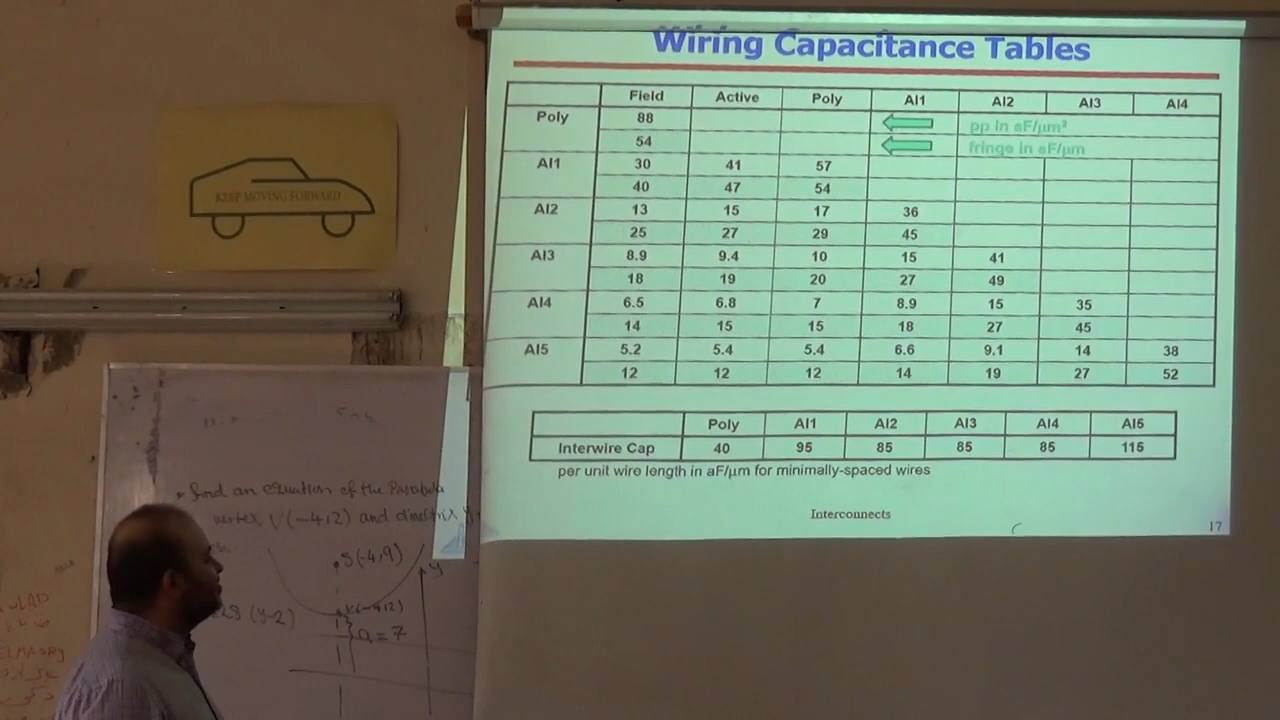 Wiring Capacitance Tables
Field Active Poly Al1 Al2 Al3 Al4
Poly 88 pp in aF/µm²
54 fringe in aF/µm
Al1 30 41 57
40 47 54
Al2 13 15 17 36
25 27 29 45
Al3 8.9 9.4 10 15 41
18 19 20 27 49
Al4 6.5 6.8 7 8.9 15 35
14 15 15 18 27 45
Al5 5.2 5.4 5.4 6.6 9.1 14 38
12 12 12 14 19 27 52
Poly Al1 Al2 Al3 Al4 Al5
Interwire Cap 40 95 85 85 85 115
per unit wire length in aF/µm for minimally-spaced wires
Interconnects
17
KEEP MOVING FORWARD
find an equation of the Parabola
vertex, V(-4,2) and directrix y
S(-4,9)
y
V(-4,2)
(y-2)
a = 7